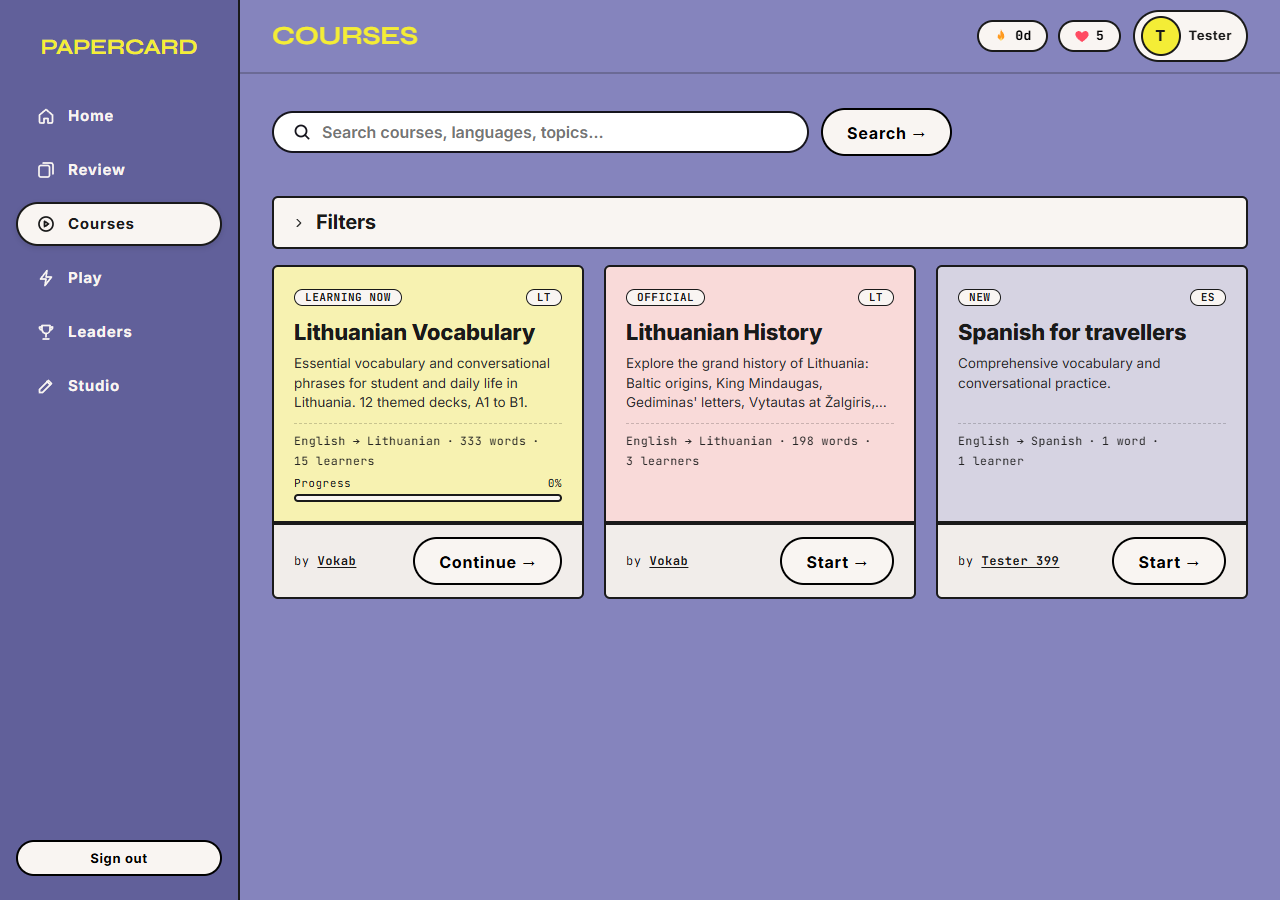 PAPERCARD
Home
Review
Courses
Play
Leaders
Studio
Sign out
COURSES
0d
5
T
Tester
Search courses, languages, topics...
Search →
Filters
LEARNING NOW
LT
Lithuanian Vocabulary
Essential vocabulary and conversational
phrases for student and daily life in
Lithuania. 12 themed decks, A1 to B1.
English → Lithuanian · 333 words ·
15 learners
Progress
0%
by Vokab
Continue →
OFFICIAL
LT
Lithuanian History
Explore the grand history of Lithuania:
Baltic origins, King Mindaugas,
Gediminas' letters, Vytautas at Žalgiris,...
English → Lithuanian · 198 words ·
3 learners
by Vokab
Start →
NEW
ES
Spanish for travellers
Comprehensive vocabulary and
conversational practice.
English → Spanish · 1 word ·
1 learner
by Tester 399
Start →